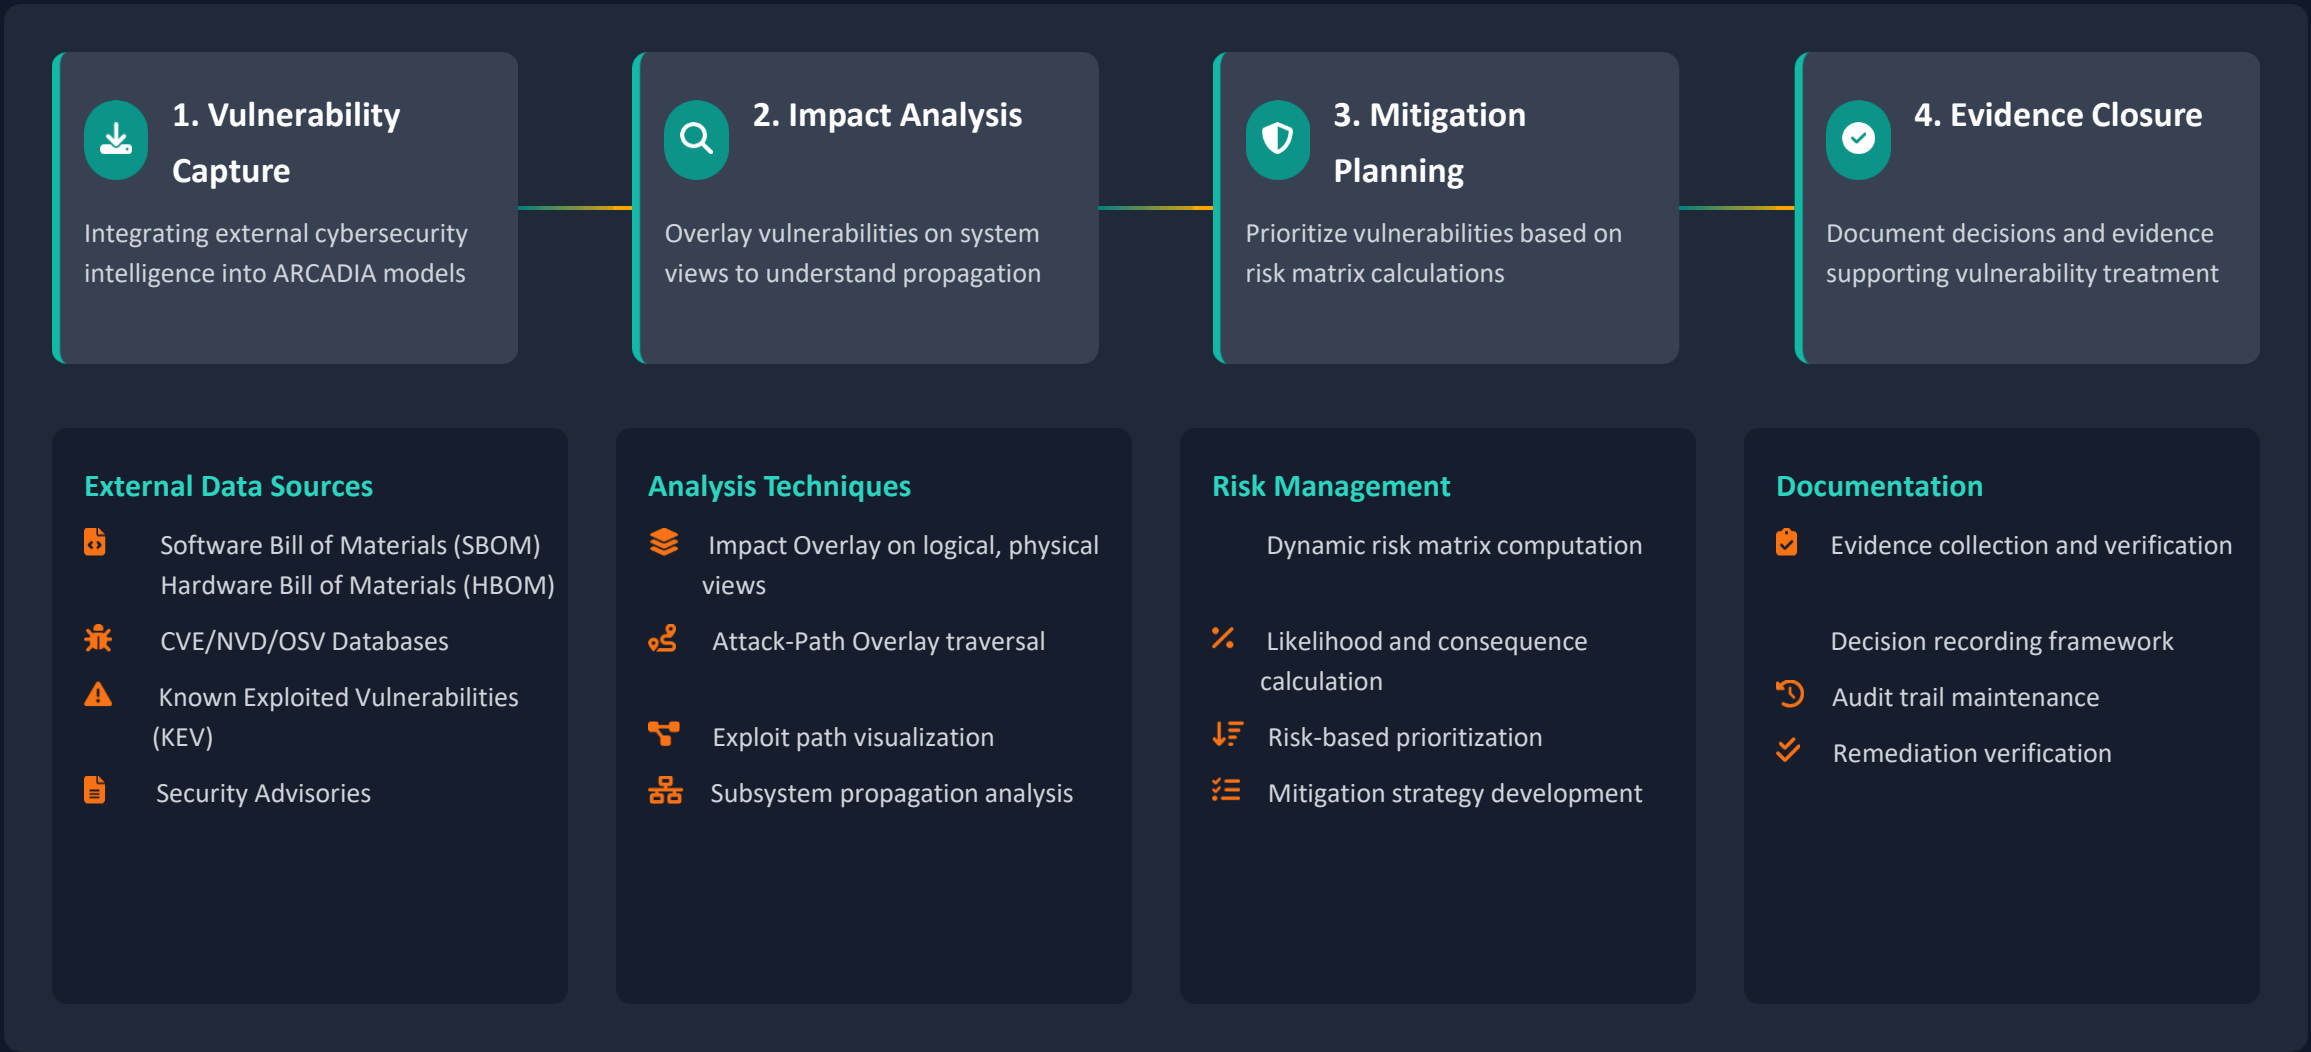 1. Vulnerability
Capture
Integrating external cybersecurity
intelligence into ARCADIA models
2. Impact Analysis
Overlay vulnerabilities on system
views to understand propagation
3. Mitigation
Planning
Prioritize vulnerabilities based on
risk matrix calculations
4. Evidence Closure
Document decisions and evidence
supporting vulnerability treatment
External Data Sources
Software Bill of Materials (SBOM)
Hardware Bill of Materials (HBOM)
CVE/NVD/OSV Databases
Known Exploited Vulnerabilities
(KEV)
Security Advisories
Analysis Techniques
Impact Overlay on logical, physical
views
Attack-Path Overlay traversal
Exploit path visualization
Subsystem propagation analysis
Risk Management
Dynamic risk matrix computation
Likelihood and consequence
calculation
Risk-based prioritization
Mitigation strategy development
Documentation
Evidence collection and verification
Decision recording framework
Audit trail maintenance
Remediation verification